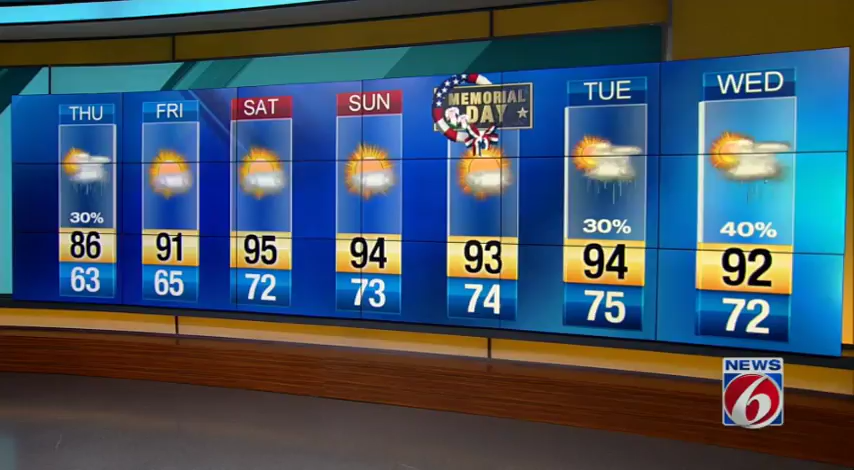 THU
30%
86
63
FRI
91
65
SAT
95
72
SUN
94
73
MEMORIAL
DAY
93
74
TUE
30%
94
75
WED
40%
92
72
NEWS
6